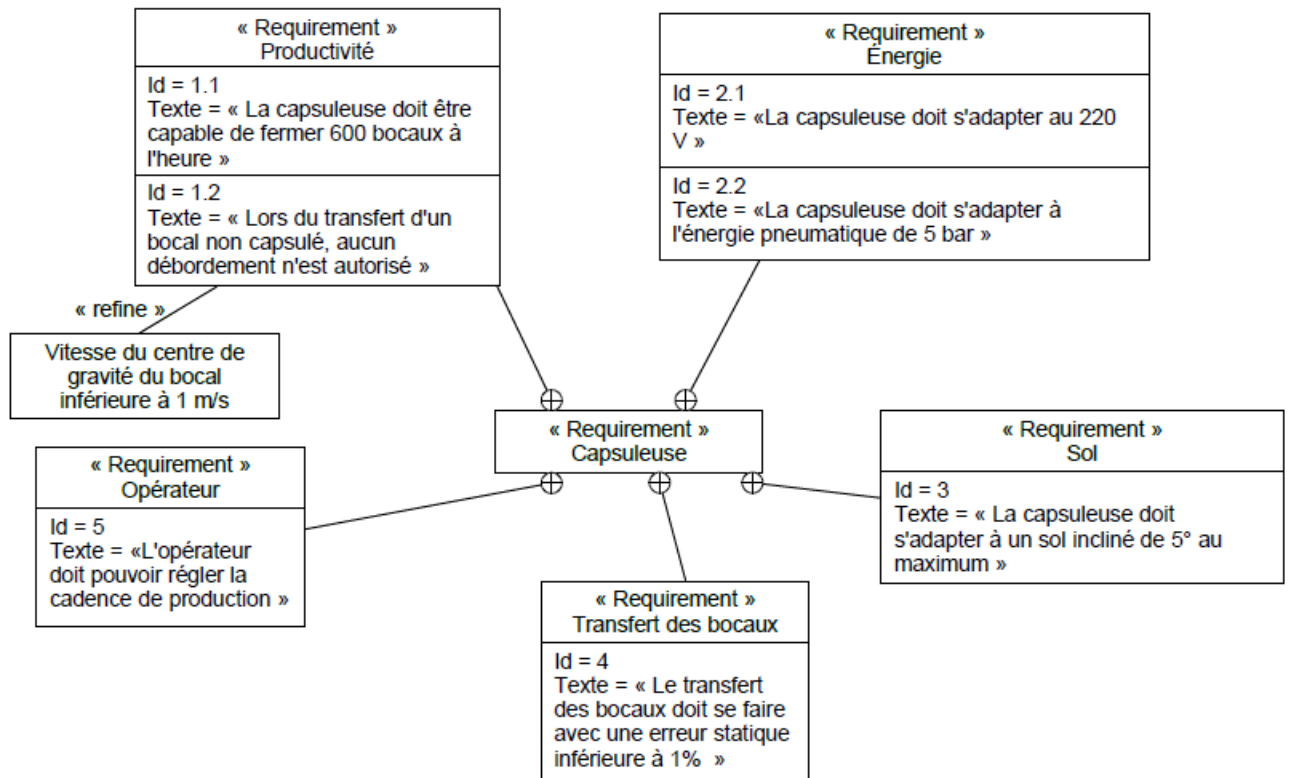 « Requirement »
Productivité
Id = 1.1
Texte = « La capsuleuse doit être
capable de fermer 600 bocaux à
l'heure »
Id = 1.2
Texte = « Lors du transfert d'un
bocal non capsulé, aucun
débordement n'est autorisé »
« Requirement »
Énergie
Id = 2.1
Texte = «La capsuleuse doit s'adapter au 220
V »
Id = 2.2
Texte = «La capsuleuse doit s'adapter à
l'énergie pneumatique de 5 bar »
« refine »
Vitesse du centre de
gravité du bocal
inférieure à 1 m/s
« Requirement »
Capsuleuse
« Requirement »
Opérateur
Id = 5
Texte = «L'opérateur
doit pouvoir régler la
cadence de production »
« Requirement »
Sol
Id = 3
Texte = « La capsuleuse doit
s'adapter à un sol incliné de 5° au
maximum »
« Requirement »
Transfert des bocaux
Id = 4
Texte = « Le transfert
des bocaux doit se faire
avec une erreur statique
inférieure à 1%  »